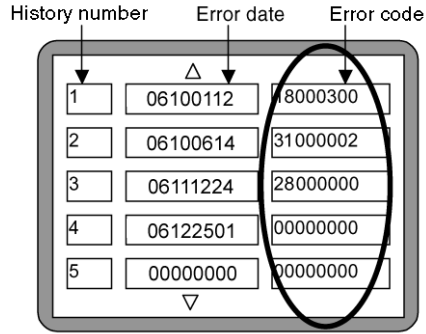 History number Error date Error code
1 06100112 18000300
2 06100614 31000002
3 06111224 28000000
4 06122501 00000000
5 00000000 00000000